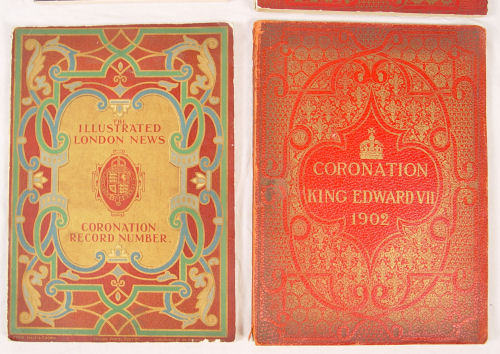 THE
ILLUSTRATED
LONDON NEWS
CORONATION
RECORD NUMBER.
CORONATION
KING EDWARD VII
1902